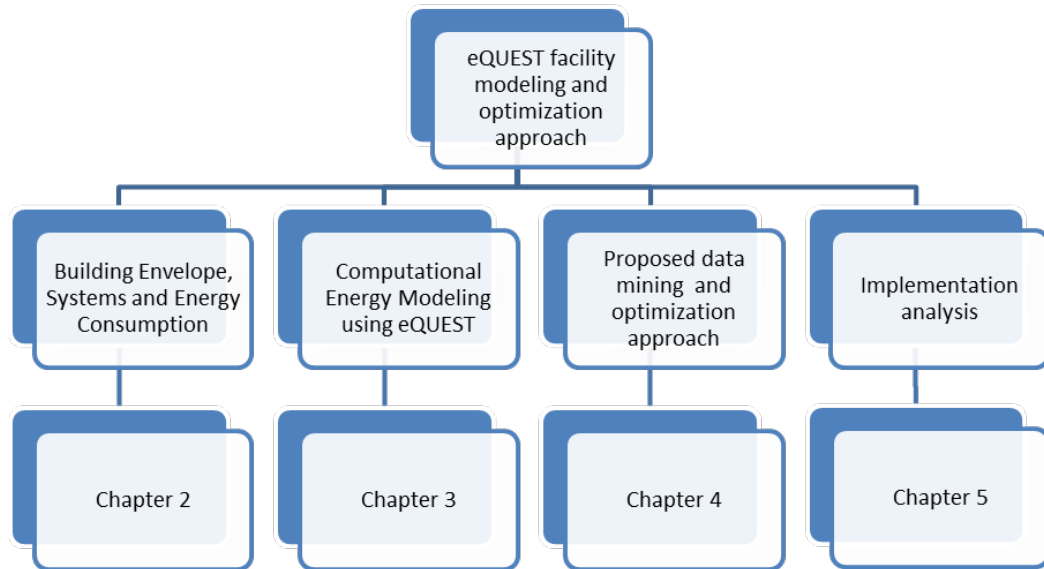 eQUEST facility
modeling and
optimization
approach
Building Envelope,
Systems and Energy
Consumption
Computational
Energy Modeling
using eQUEST
Proposed data
mining and
optimization
approach
Implementation
analysis
Chapter 2
Chapter 3
Chapter 4
Chapter 5